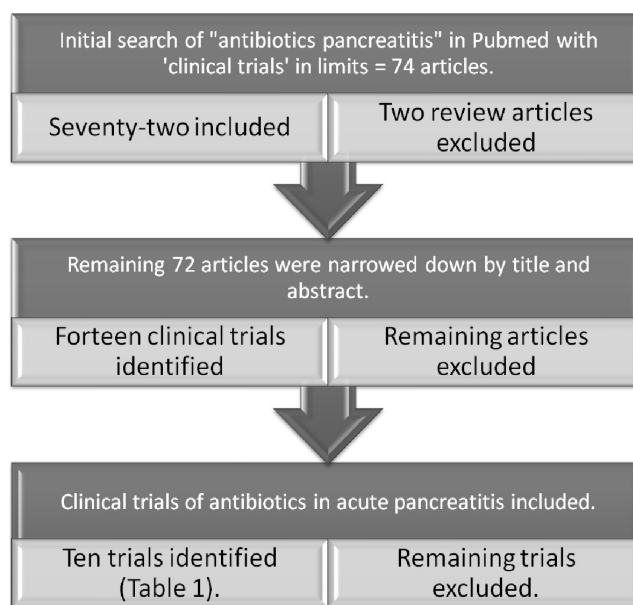 Initial search of "antibiotics pancreatitis" in Pubmed with
'clinical trials' in limits = 74 articles.
Seventy-two included
Two review articles
excluded
Remaining 72 articles were narrowed down by title and
abstract.
Forteen clinical trials
identified
Remaining articles
excluded
Clinical trials of antibiotics in acute pancreatitis included.
Ten trials identified
(Table 1).
Remaining trials
excluded.